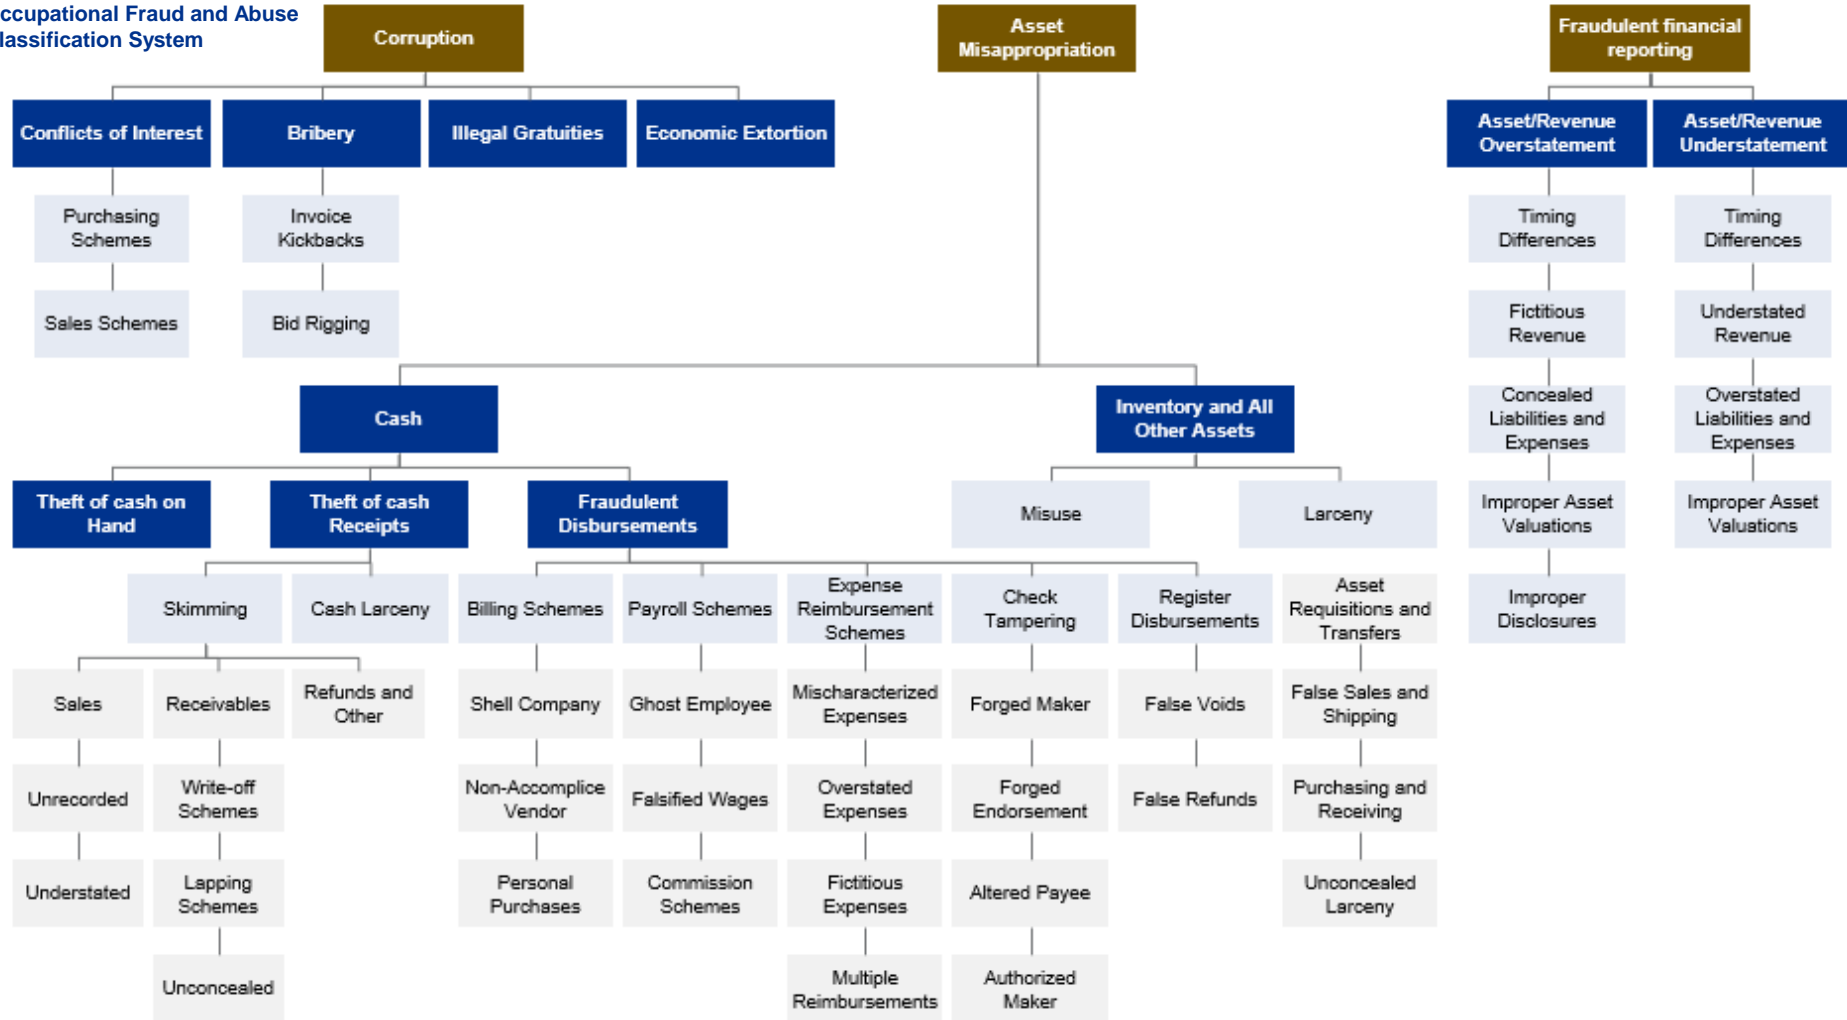 ccupational Fraud and Abuse
lassification System
Corruption
Asset
Misappropriation
Fraudulent financial
reporting
Conflicts of Interest
Bribery
Illegal Gratuities
Economic Extortion
Asset/Revenue
Overstatement
Asset/Revenue
Understatement
Purchasing
Schemes
Invoice
Kickbacks
Timing
Differences
Timing
Differences
Sales Schemes
Bid Rigging
Fictitious
Revenue
Understated
Revenue
Cash
Inventory and All
Other Assets
Concealed
Liabilities and
Expenses
Overstated
Liabilities and
Expenses
Theft of cash on
Hand
Theft of cash
Receipts
Fraudulent
Disbursements
Misuse
Larceny
Improper Asset
Valuations
Improper Asset
Valuations
Skimming
Cash Larceny
Billing Schemes
Payroll Schemes
Expense
Reimbursement
Schemes
Check
Tampering
Register
Disbursements
Asset
Requisitions and
Transfers
Improper
Disclosures
Sales
Receivables
Refunds and
Other
Shell Company
Ghost Employee
Mischaracterized
Expenses
Forged Maker
False Voids
False Sales and
Shipping
Unrecorded
Write-off
Schemes
Non-Accomplice
Vendor
Falsified Wages
Overstated
Expenses
Forged
Endorsement
False Refunds
Purchasing and
Receiving
Understated
Lapping
Schemes
Personal
Purchases
Commission
Schemes
Fictitious
Expenses
Altered Payee
Unconcealed
Larceny
Unconcealed
Multiple
Reimbursements
Authorized
Maker